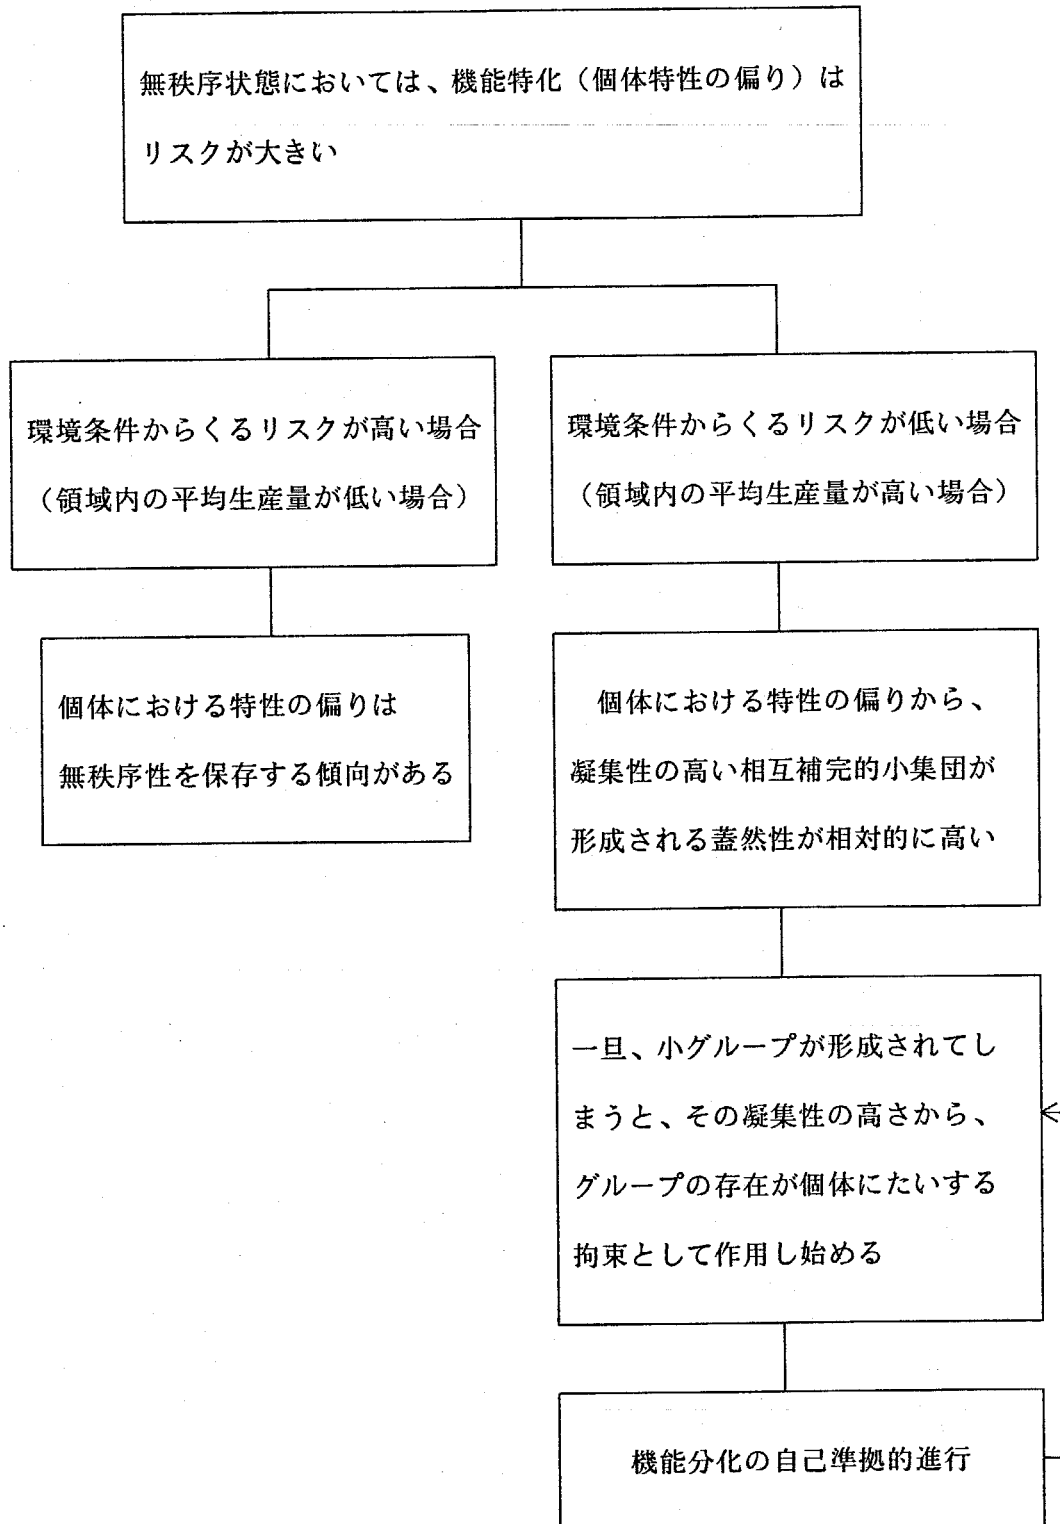 無秩序状態においては、機能特化（個体特性の偏り）は
リスクが大きい
環境条件からくるリスクが高い場合
（領域内の平均生産量が低い場合）
環境条件からくるリスクが低い場合
（領域内の平均生産量が高い場合）
個体における特性の偏りは
無秩序性を保存する傾向がある
個体における特性の偏りから、
凝集性の高い相互補完的小集団が
形成される蓋然性が相対的に高い
一旦、小グループが形成されてし
まうと、その凝集性の高さから、
グループの存在が個体にたいする
拘束として作用し始める
機能分化の自己準拠的進行